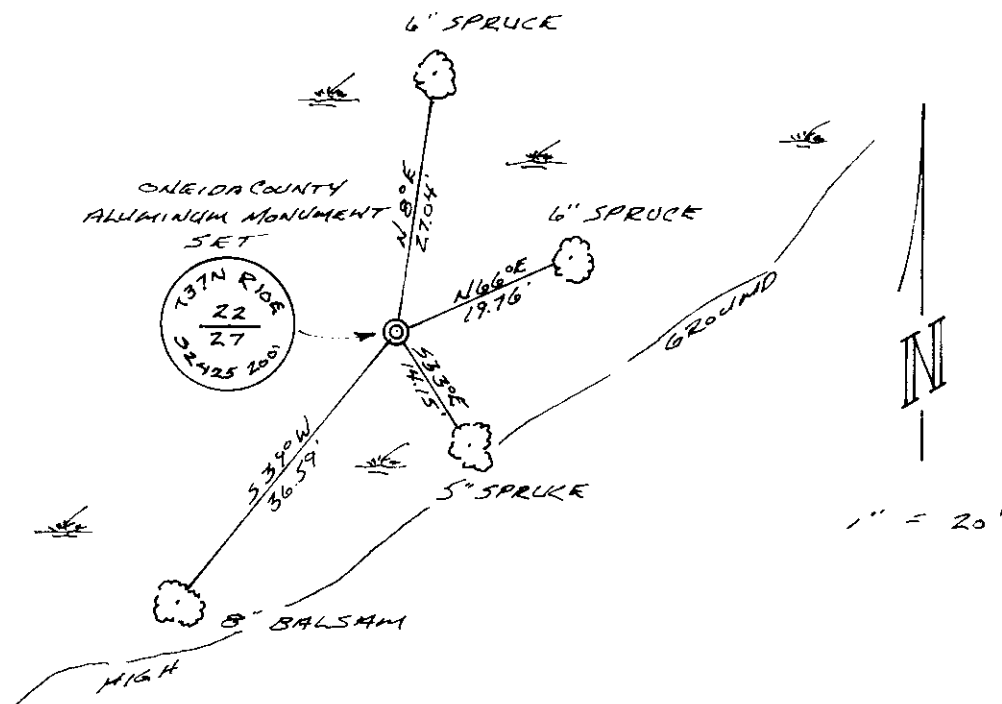 6" SPRUCE
ONEIDA COUNTY
ALUMINUM MONUMENT
SET
N 8° E
27.04'
6" SPRUCE
N66°E
19.76'
T37N R10E
22
27
S2425 2001
S33°E
14.15'
GROUND
N
S39°W
36.59'
5" SPRUCE
1" = 20'
8" BALSAM
HIGH